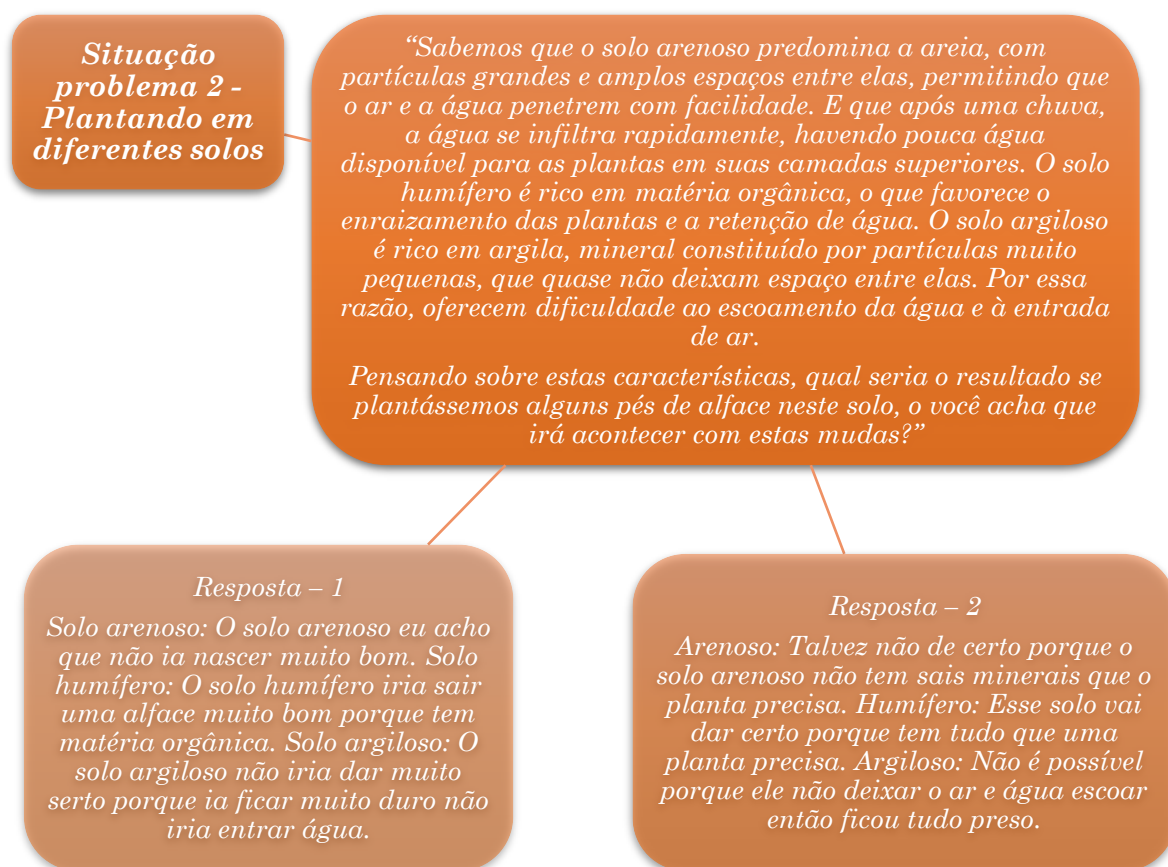 Situação
problema 2 -
Plantando em
diferentes solos
“Sabemos que o solo arenoso predomina a areia, com
partículas grandes e amplos espaços entre elas, permitindo que
o ar e a água penetrem com facilidade. E que após uma chuva,
a água se infiltra rapidamente, havendo pouca água
disponível para as plantas em suas camadas superiores. O solo
humífero é rico em matéria orgânica, o que favorece o
enraizamento das plantas e a retenção de água. O solo argiloso
é rico em argila, mineral constituído por partículas muito
pequenas, que quase não deixam espaço entre elas. Por essa
razão, oferecem dificuldade ao escoamento da água e à entrada
de ar.
Pensando sobre estas características, qual seria o resultado se
plantássemos alguns pés de alface neste solo, o você acha que
irá acontecer com estas mudas?”
Resposta – 1
Solo arenoso: O solo arenoso eu acho
que não ia nascer muito bom. Solo
humífero: O solo humífero iria sair
uma alface muito bom porque tem
matéria orgânica. Solo argiloso: O
solo argiloso não iria dar muito
serto porque ia ficar muito duro não
iria entrar água.
Resposta – 2
Arenoso: Talvez não de certo porque o
solo arenoso não tem sais minerais que o
planta precisa. Humífero: Esse solo vai
dar certo porque tem tudo que uma
planta precisa. Argiloso: Não é possível
porque ele não deixar o ar e água escoar
então ficou tudo preso.